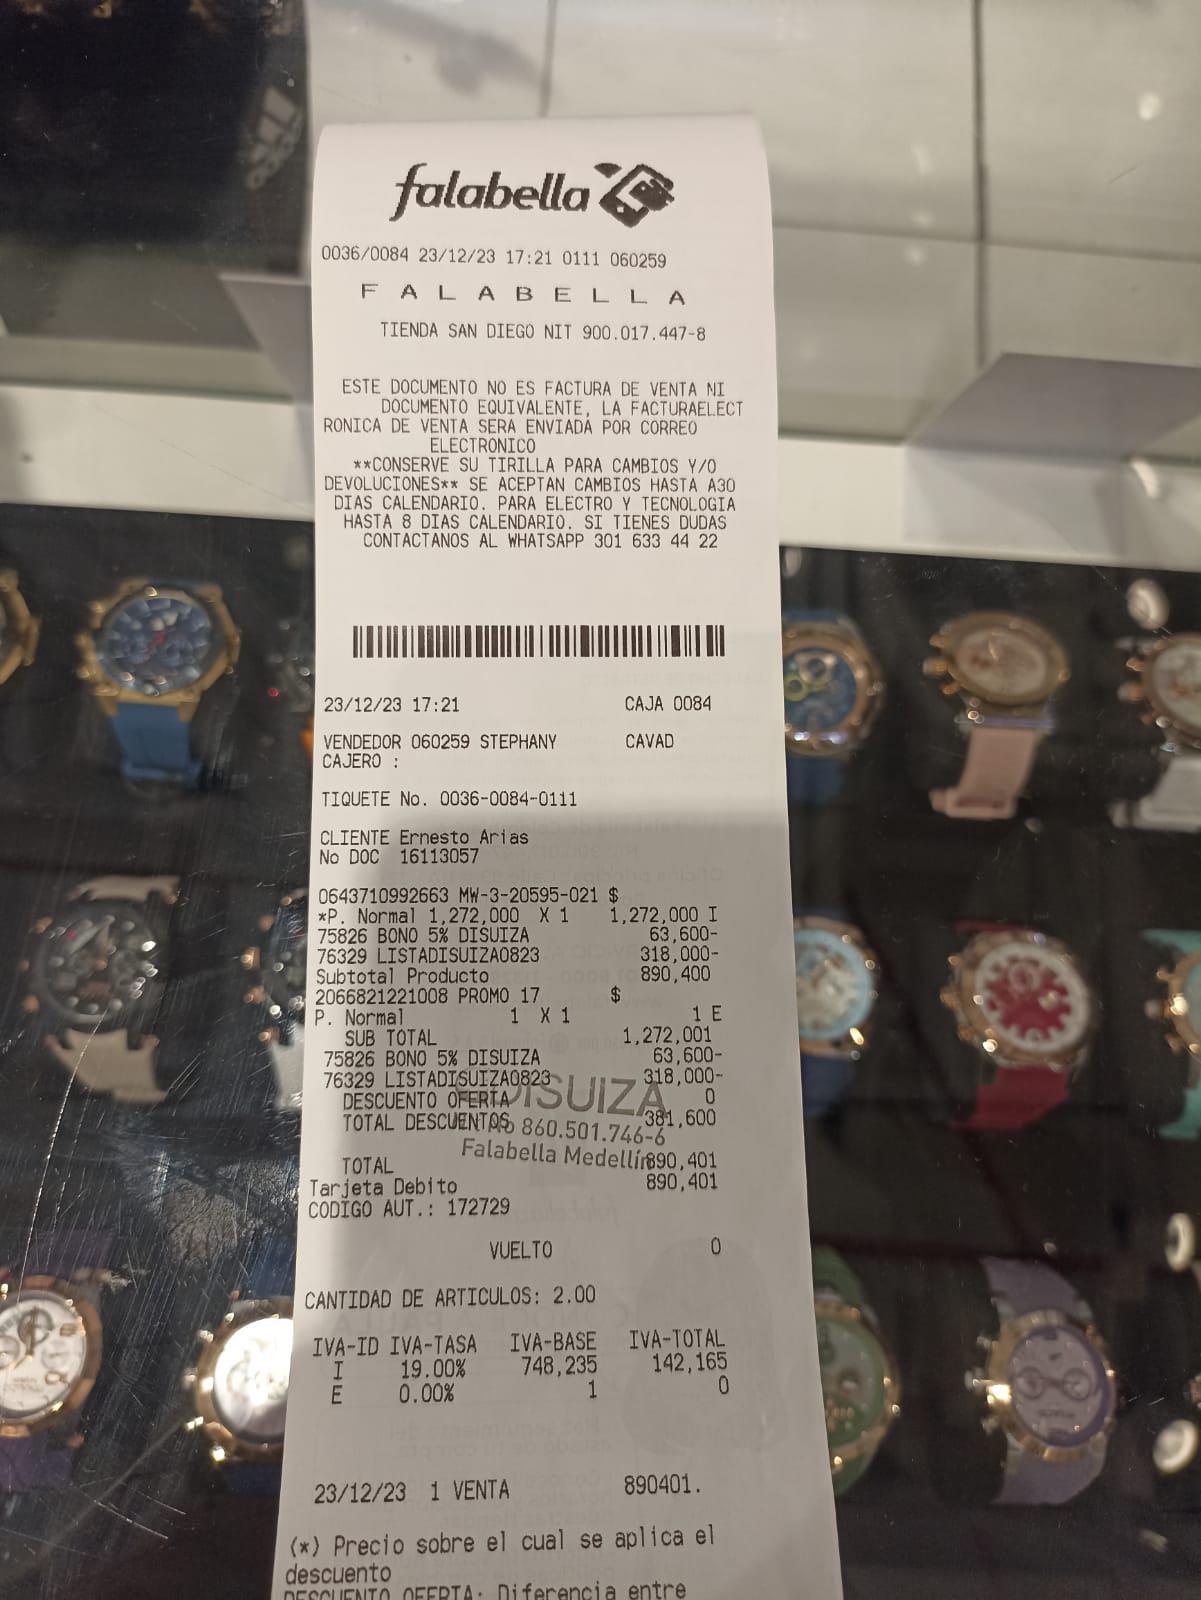 falabella
0036/0084 23/12/23 17:21 0111 060259
F A L A B E L L A
TIENDA SAN DIEGO NIT 900.017.447-8
ESTE DOCUMENTO NO ES FACTURA DE VENTA NI
DOCUMENTO EQUIVALENTE, LA FACTURAELECT
RONICA DE VENTA SERA ENVIADA POR CORREO
ELECTRONICO
**CONSERVE SU TIRILLA PARA CAMBIOS Y/O
DEVOLUCIONES** SE ACEPTAN CAMBIOS HASTA A30
DIAS CALENDARIO. PARA ELECTRO Y TECNOLOGIA
HASTA 8 DIAS CALENDARIO. SI TIENES DUDAS
CONTACTANOS AL WHATSAPP 301 633 44 22
23/12/23 17:21 CAJA 0084
VENDEDOR 060259 STEPHANY CAVAD
CAJERO :
TIQUETE No. 0036-0084-0111
CLIENTE Ernesto Arias
No DOC 16113057
0643710992663 MW-3-20595-021 $
*P. Normal 1,272,000 X 1 1,272,000 I
75826 BONO 5% DISUIZA 63,600-
76329 LISTADISUIZA0823 318,000-
Subtotal Producto 890,400
2066821221008 PROMO 17 $
P. Normal 1 X 1 1 E
SUB TOTAL 1,272,001
75826 BONO 5% DISUIZA 63,600-
76329 LISTADISUIZA0823 318,000-
DISUIZA
DESCUENTO OFERTA 0
TOTAL DESCUENTOS 381,600
860.501.746-6
Falabella Medellín
TOTAL 890,401
Tarjeta Debito 890,401
CODIGO AUT.: 172729
VUELTO 0
CANTIDAD DE ARTICULOS: 2.00
IVA-ID IVA-TASA IVA-BASE IVA-TOTAL
I 19.00% 748,235 142,165
E 0.00% 1 0
23/12/23 1 VENTA 890401.
(*) Precio sobre el cual se aplica el
descuento
DESCUENTO OFERTA: Diferencia entre